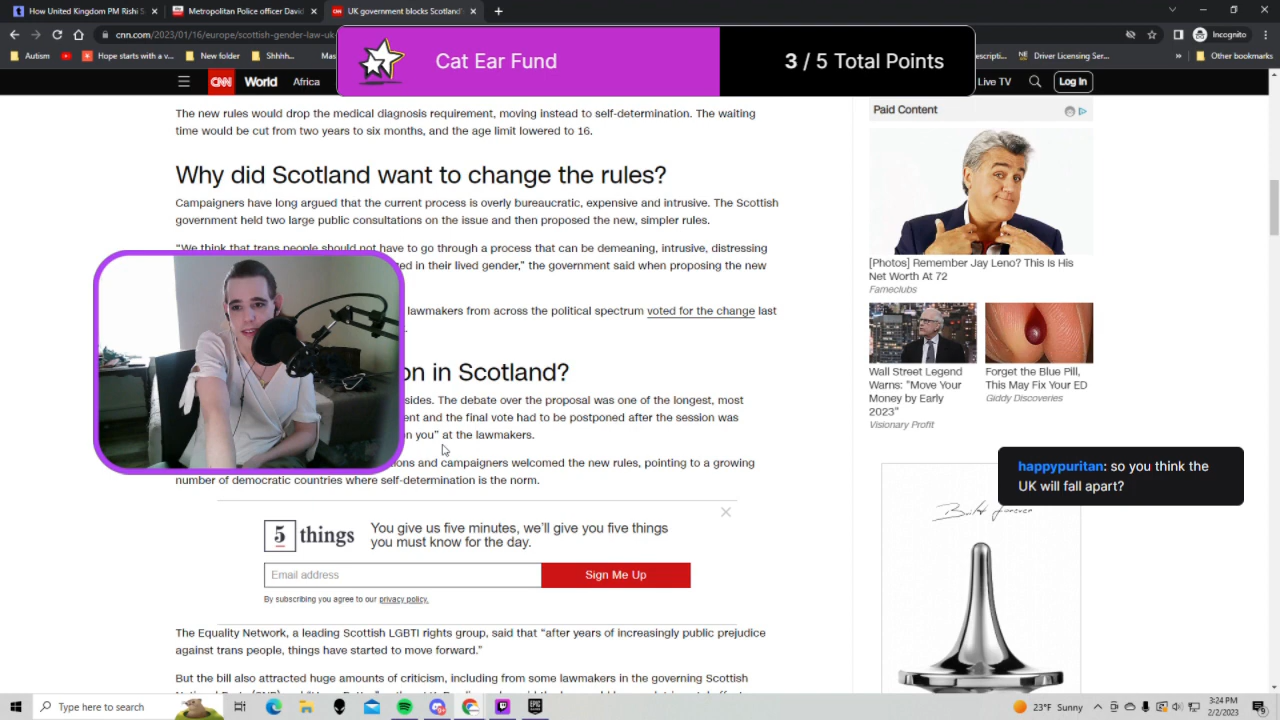 How United Kingdom PM Rishi S
Metropolitan Police officer David
UK government blocks Scottish
cnn.com/2023/01/16/europe/scottish-gender-law-uk-
Incognito
Autism
Hope starts with a v...
New folder
Shhhh...
Driver Licensing Ser...
Other bookmarks
Cat Ear Fund
3 / 5 Total Points
CNN
World
Africa
Live TV
Log In
The new rules would drop the medical diagnosis requirement, moving instead to self-determination. The waiting
time would be cut from two years to six months, and the age limit lowered to 16.
Why did Scotland want to change the rules?
Campaigners have long argued that the current process is overly bureaucratic, expensive and intrusive. The Scottish
government held two large public consultations on the issue and then proposed the new, simpler rules.
“We think that trans people should not have to go through a process that can be demeaning, intrusive, distressing
ed in their lived gender,” the government said when proposing the new
lawmakers from across the political spectrum voted for the change last
on in Scotland?
sides. The debate over the proposal was one of the longest, most
ent and the final vote had to be postponed after the session was
n you” at the lawmakers.
ions and campaigners welcomed the new rules, pointing to a growing
number of democratic countries where self-determination is the norm.
5 things
You give us five minutes, we’ll give you five things
you must know for the day.
Email address
Sign Me Up
By subscribing you agree to our privacy policy.
The Equality Network, a leading Scottish LGBTI rights group, said that “after years of increasingly public prejudice
against trans people, things have started to move forward.”
But the bill also attracted huge amounts of criticism, including from some lawmakers in the governing Scottish
Paid Content
[Photos] Remember Jay Leno? This Is His
Net Worth At 72
Fameclubs
Wall Street Legend
Warns: “Move Your
Money by Early
2023”
Visionary Profit
Forget the Blue Pill,
This May Fix Your ED
Giddy Discoveries
happypuritan: so you think the
UK will fall apart?
Built forever
Type here to search
23°F Sunny
3:24 PM
2/2/2023